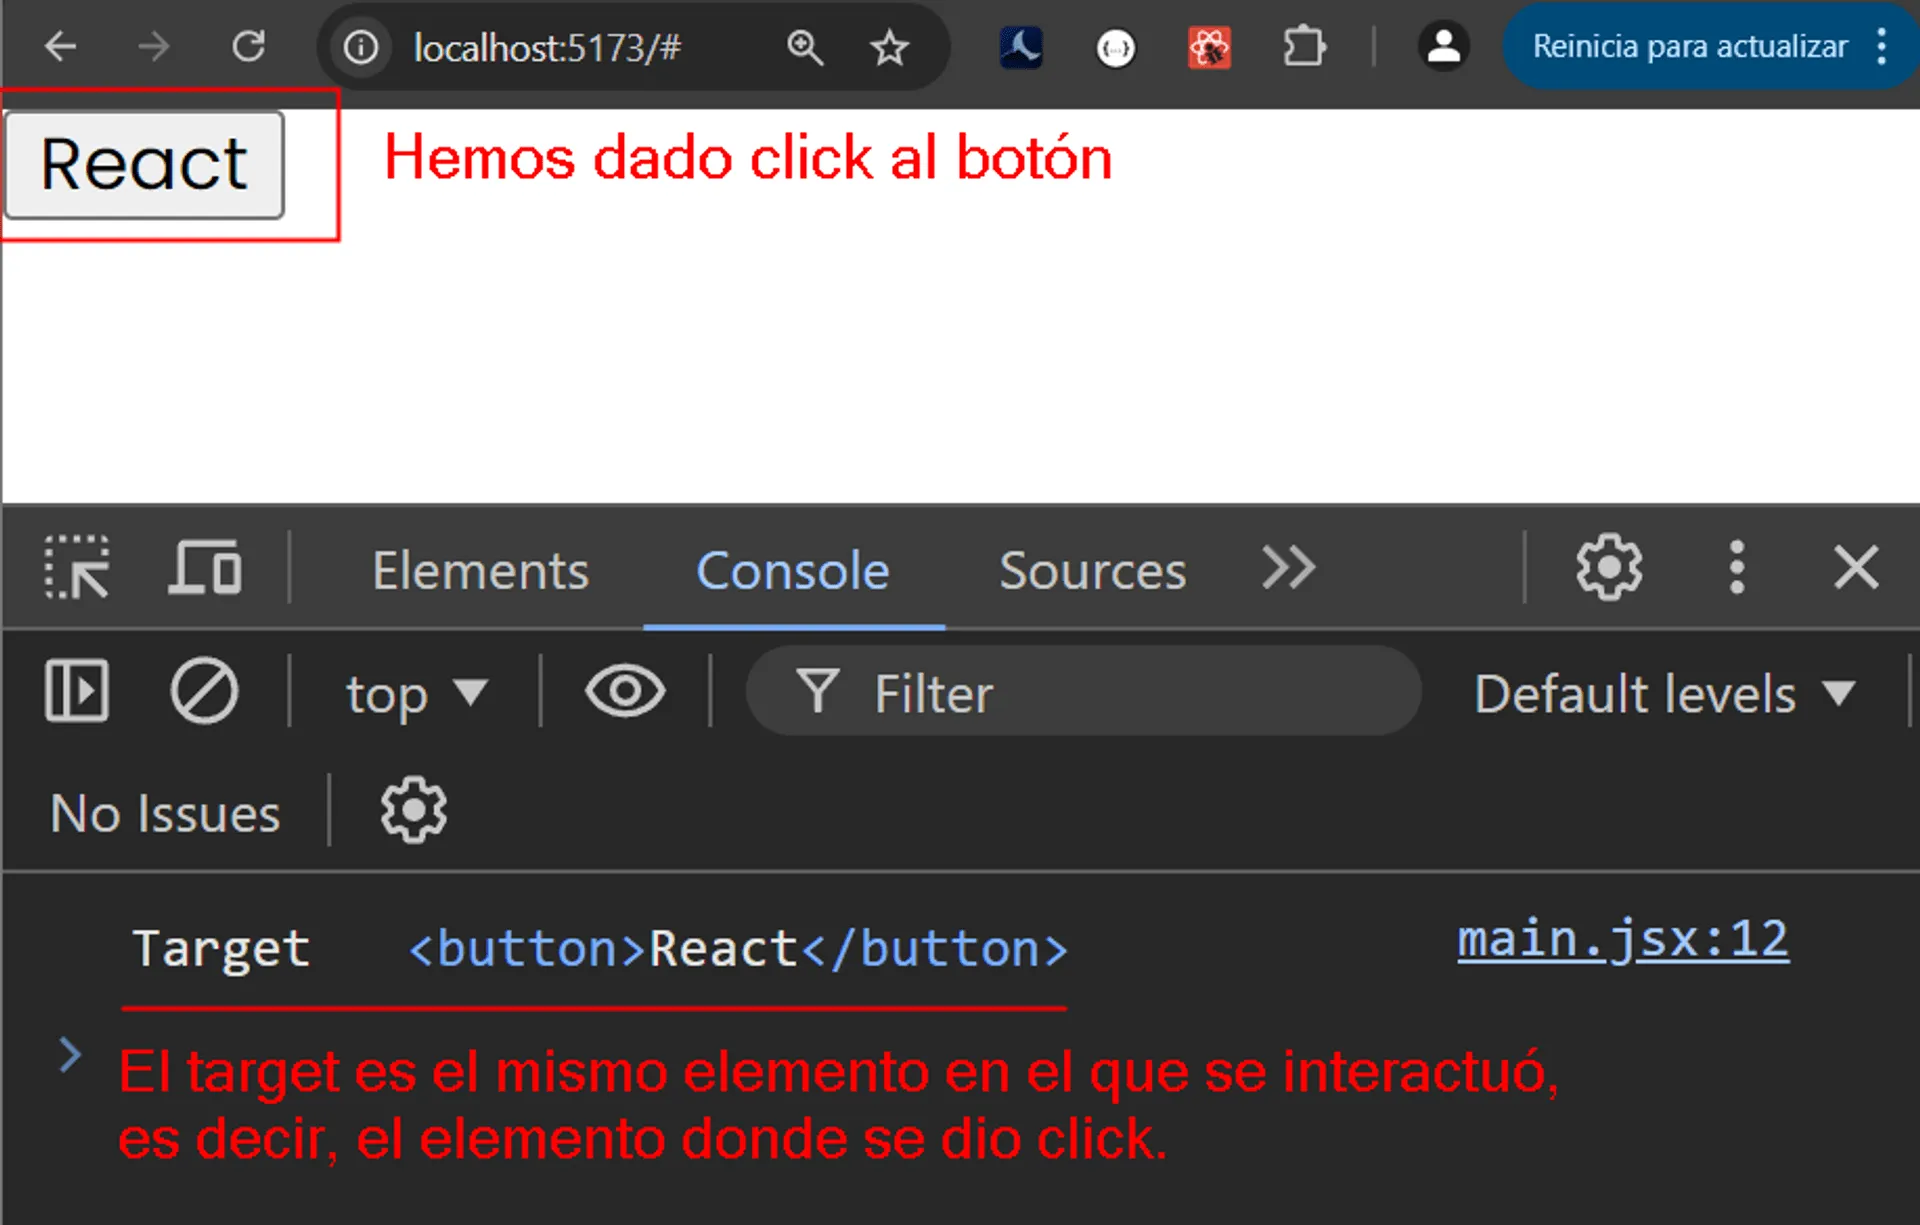 localhost:5173/#
Reinicia para actualizar
React
Hemos dado click al botón
Elements
Console
Sources
top
Filter
Default levels
No Issues
Target <button>React</button>
main.jsx:12
El target es el mismo elemento en el que se interactuó,
es decir, el elemento donde se dio click.